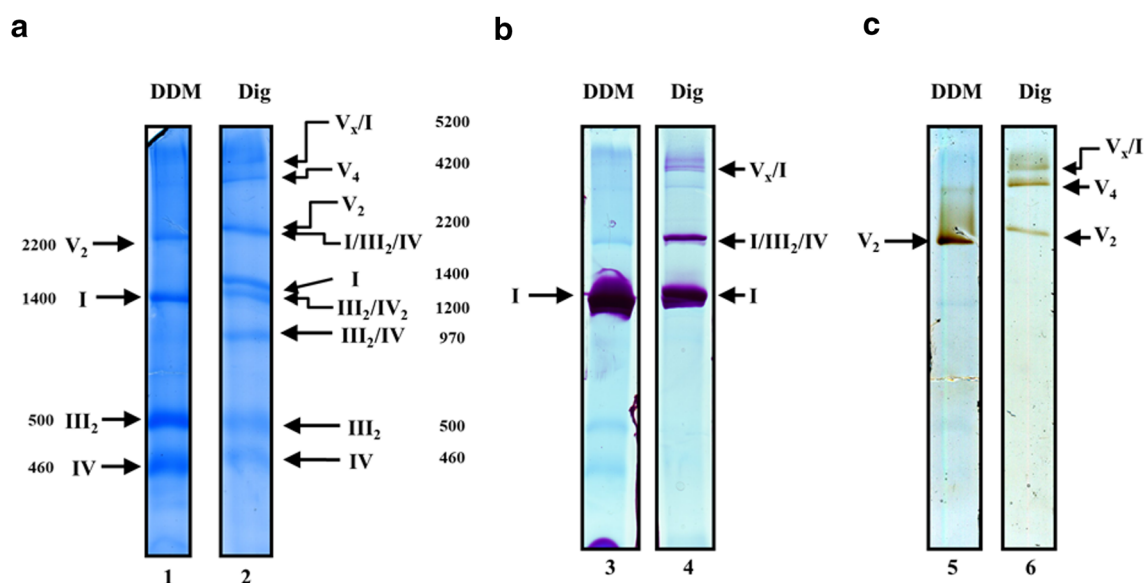 a
DDM Dig
V₂ 2200
I 1400
III₂ 500
IV 460
Vₓ/I 5200
4200
V₄
V₂
2200
I/III₂/IV
I 1400
III₂/IV₂ 1200
III₂/IV 970
III₂ 500
IV 460
1 2
b
DDM Dig
Vₓ/I
I/III₂/IV
I I
3 4
c
DDM Dig
Vₓ/I
V₄
V₂ V₂
5 6